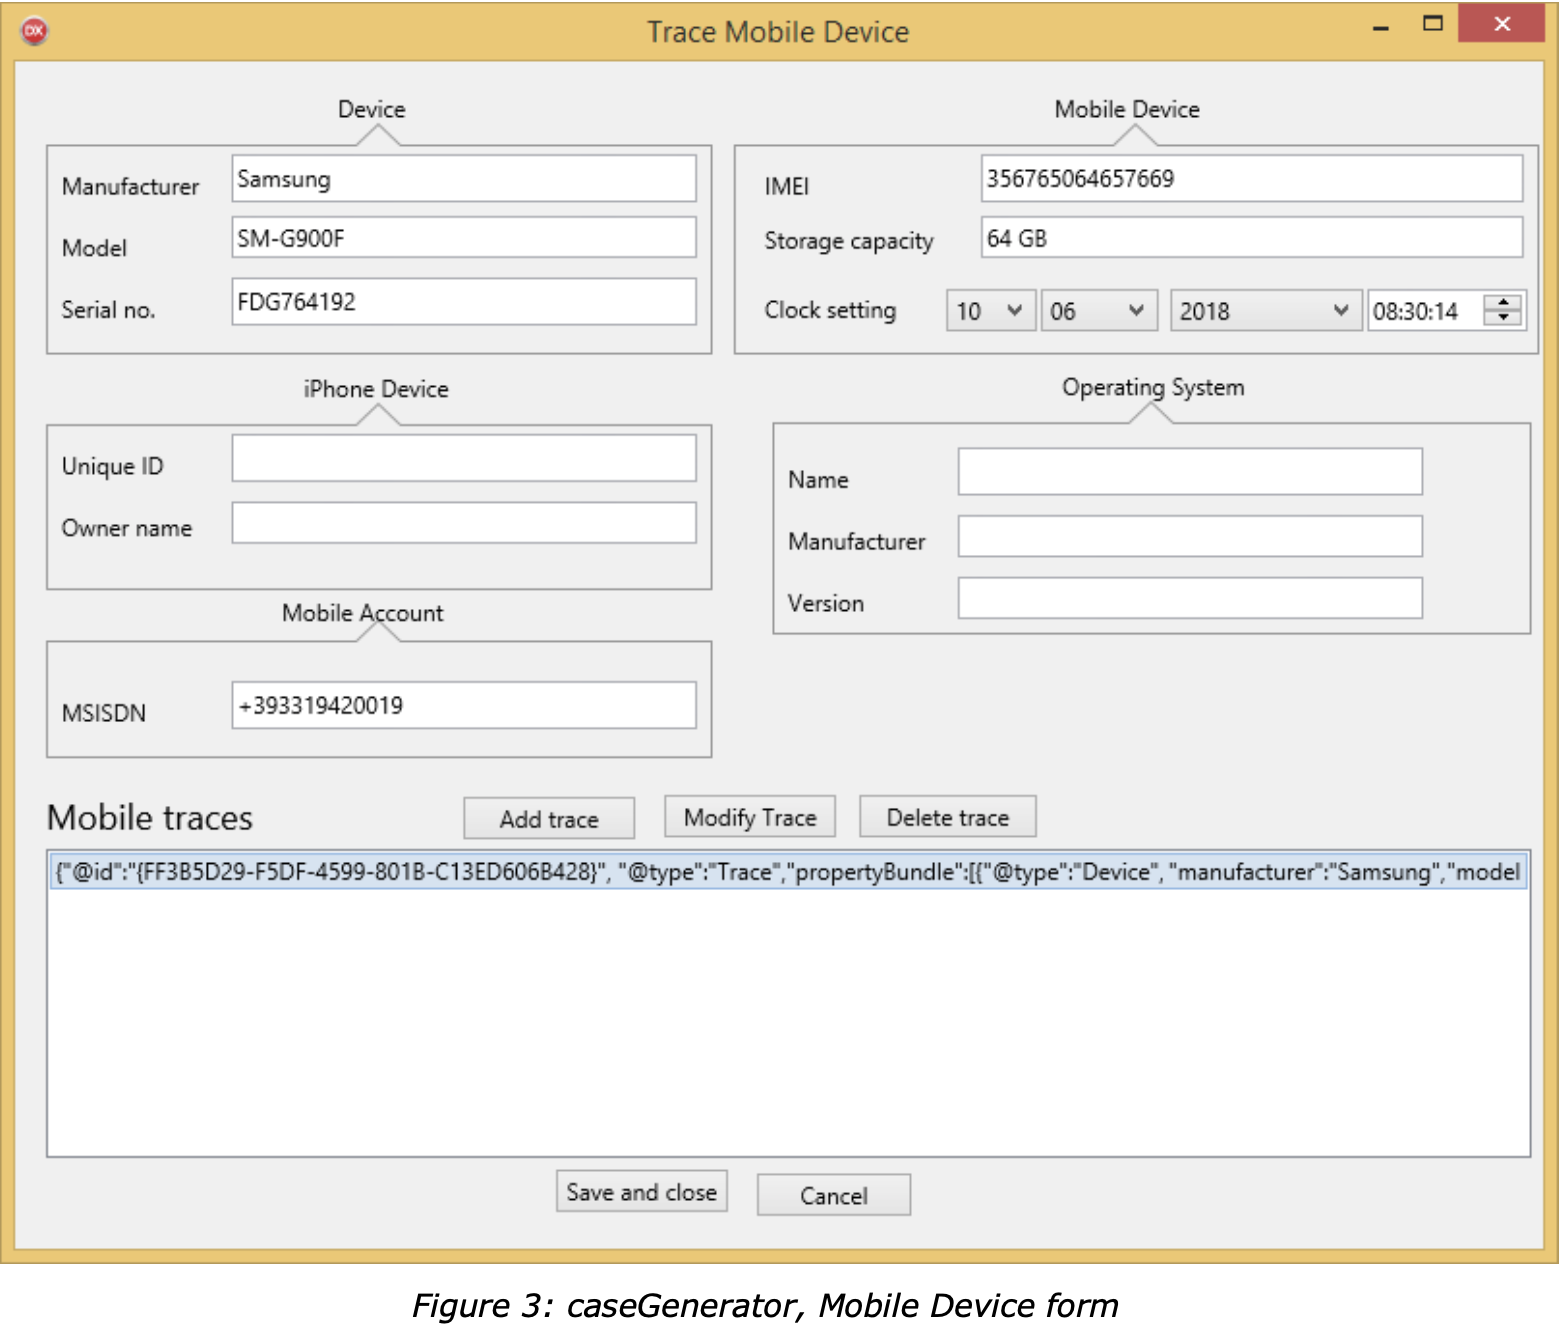 DX
Trace Mobile Device
Device
Manufacturer Samsung
Model SM-G900F
Serial no. FDG764192
Mobile Device
IMEI 356765064657669
Storage capacity 64 GB
Clock setting 10 06 2018 08:30:14
iPhone Device
Unique ID
Owner name
Operating System
Name
Manufacturer
Version
Mobile Account
MSISDN +393319420019
Mobile traces Add trace Modify Trace Delete trace
{"@id":"{FF3B5D29-F5DF-4599-801B-C13ED606B428}", "@type":"Trace","propertyBundle":[{"@type":"Device", "manufacturer":"Samsung","model
Save and close Cancel
Figure 3: caseGenerator, Mobile Device form